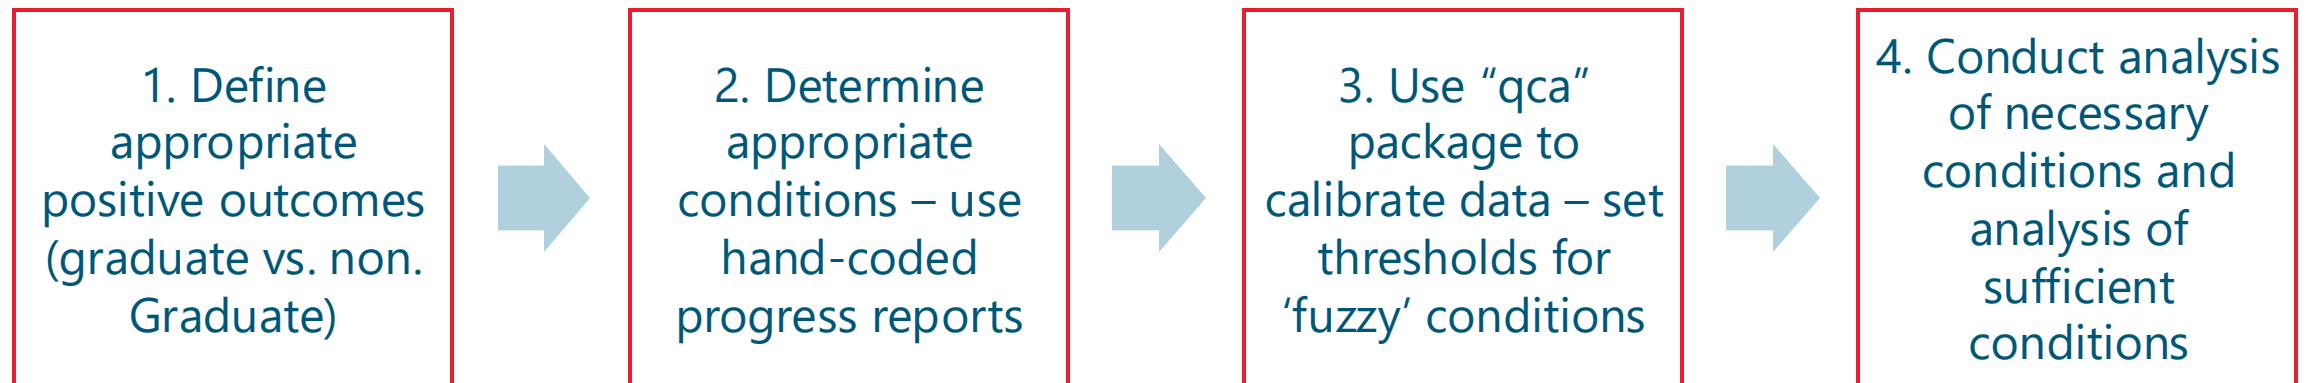 1. Define
appropriate
positive outcomes
(graduate vs. non.
Graduate)
2. Determine
appropriate
conditions – use
hand-coded
progress reports
3. Use “qca”
package to
calibrate data – set
thresholds for
‘fuzzy’ conditions
4. Conduct analysis
of necessary
conditions and
analysis of
sufficient
conditions